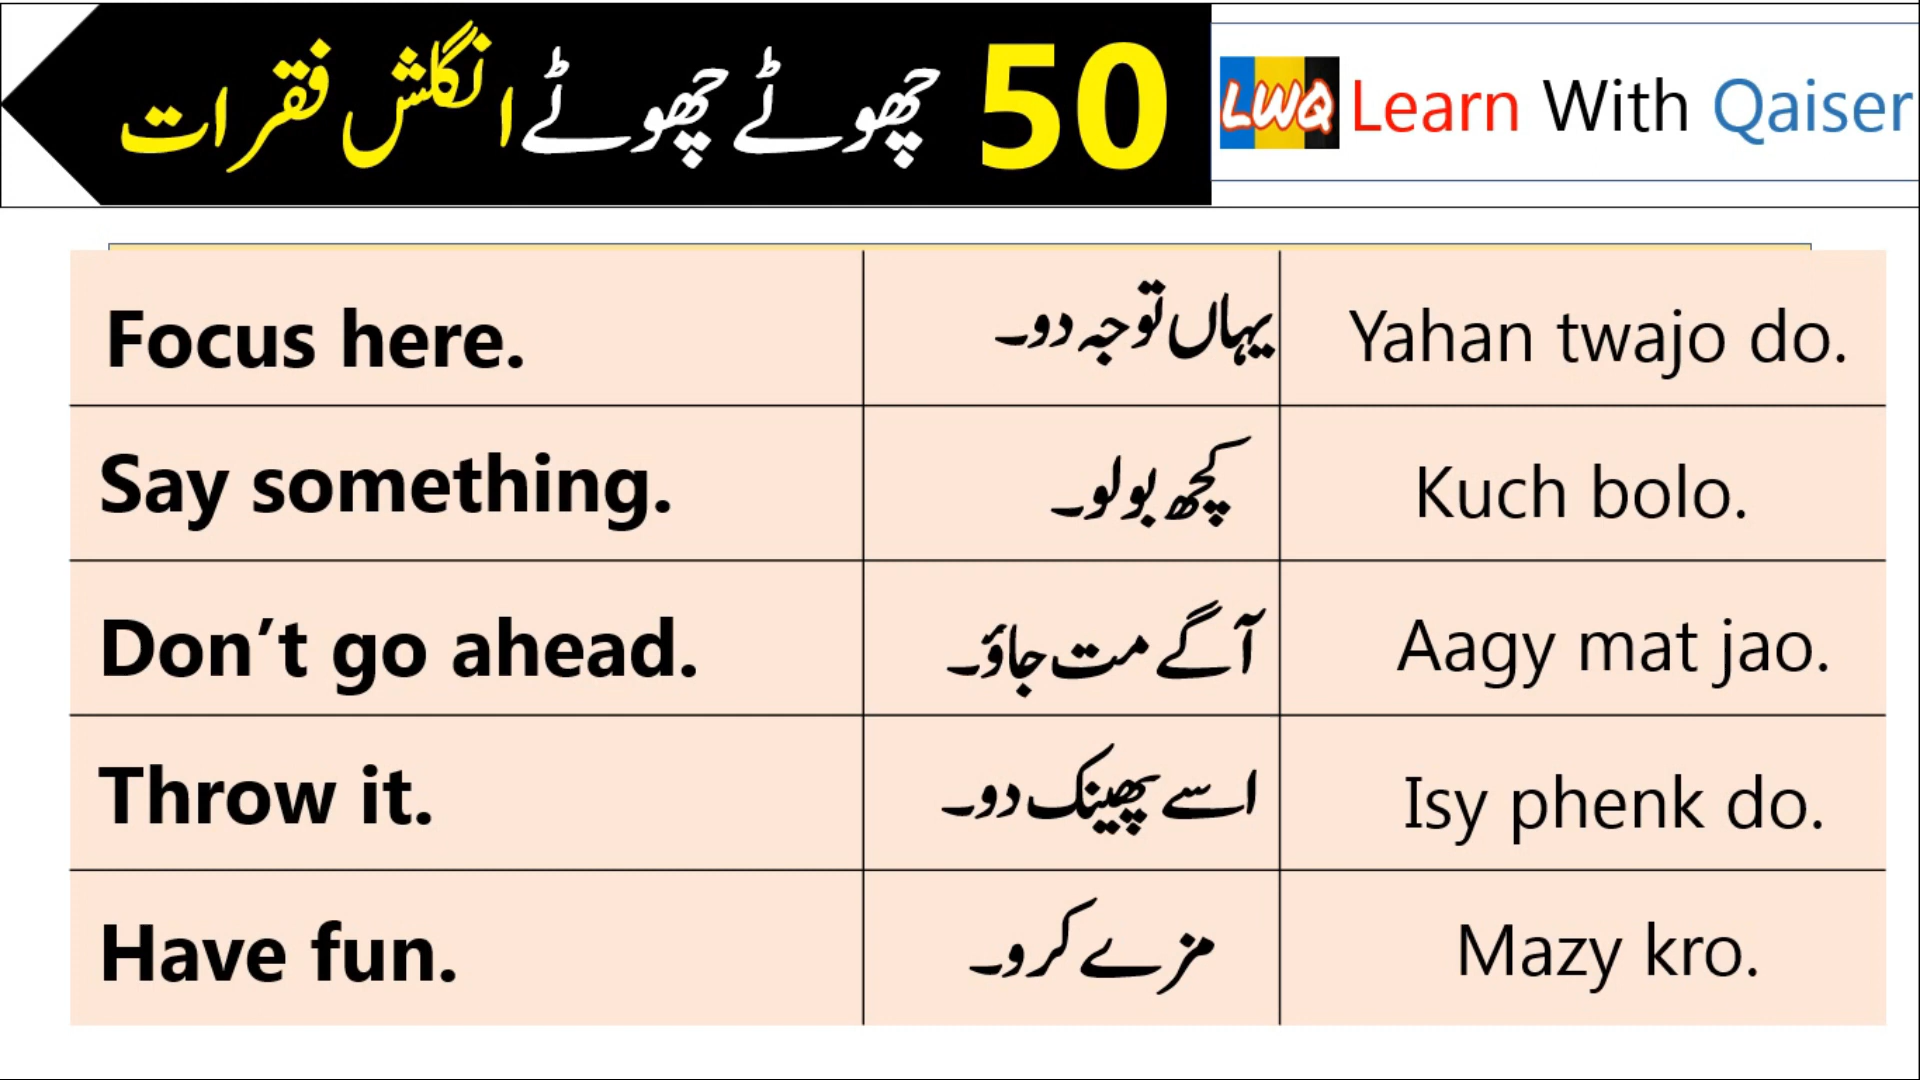 50 چھوٹے چھوٹے انگلش فقرات
LWQ Learn With Qaiser
Focus here. یہاں توجہ دو۔ Yahan twajo do.
Say something. کچھ بولو۔ Kuch bolo.
Don’t go ahead. آگے مت جاؤ۔ Aagy mat jao.
Throw it. اسے پھینک دو۔ Isy phenk do.
Have fun. مزے کرو۔ Mazy kro.